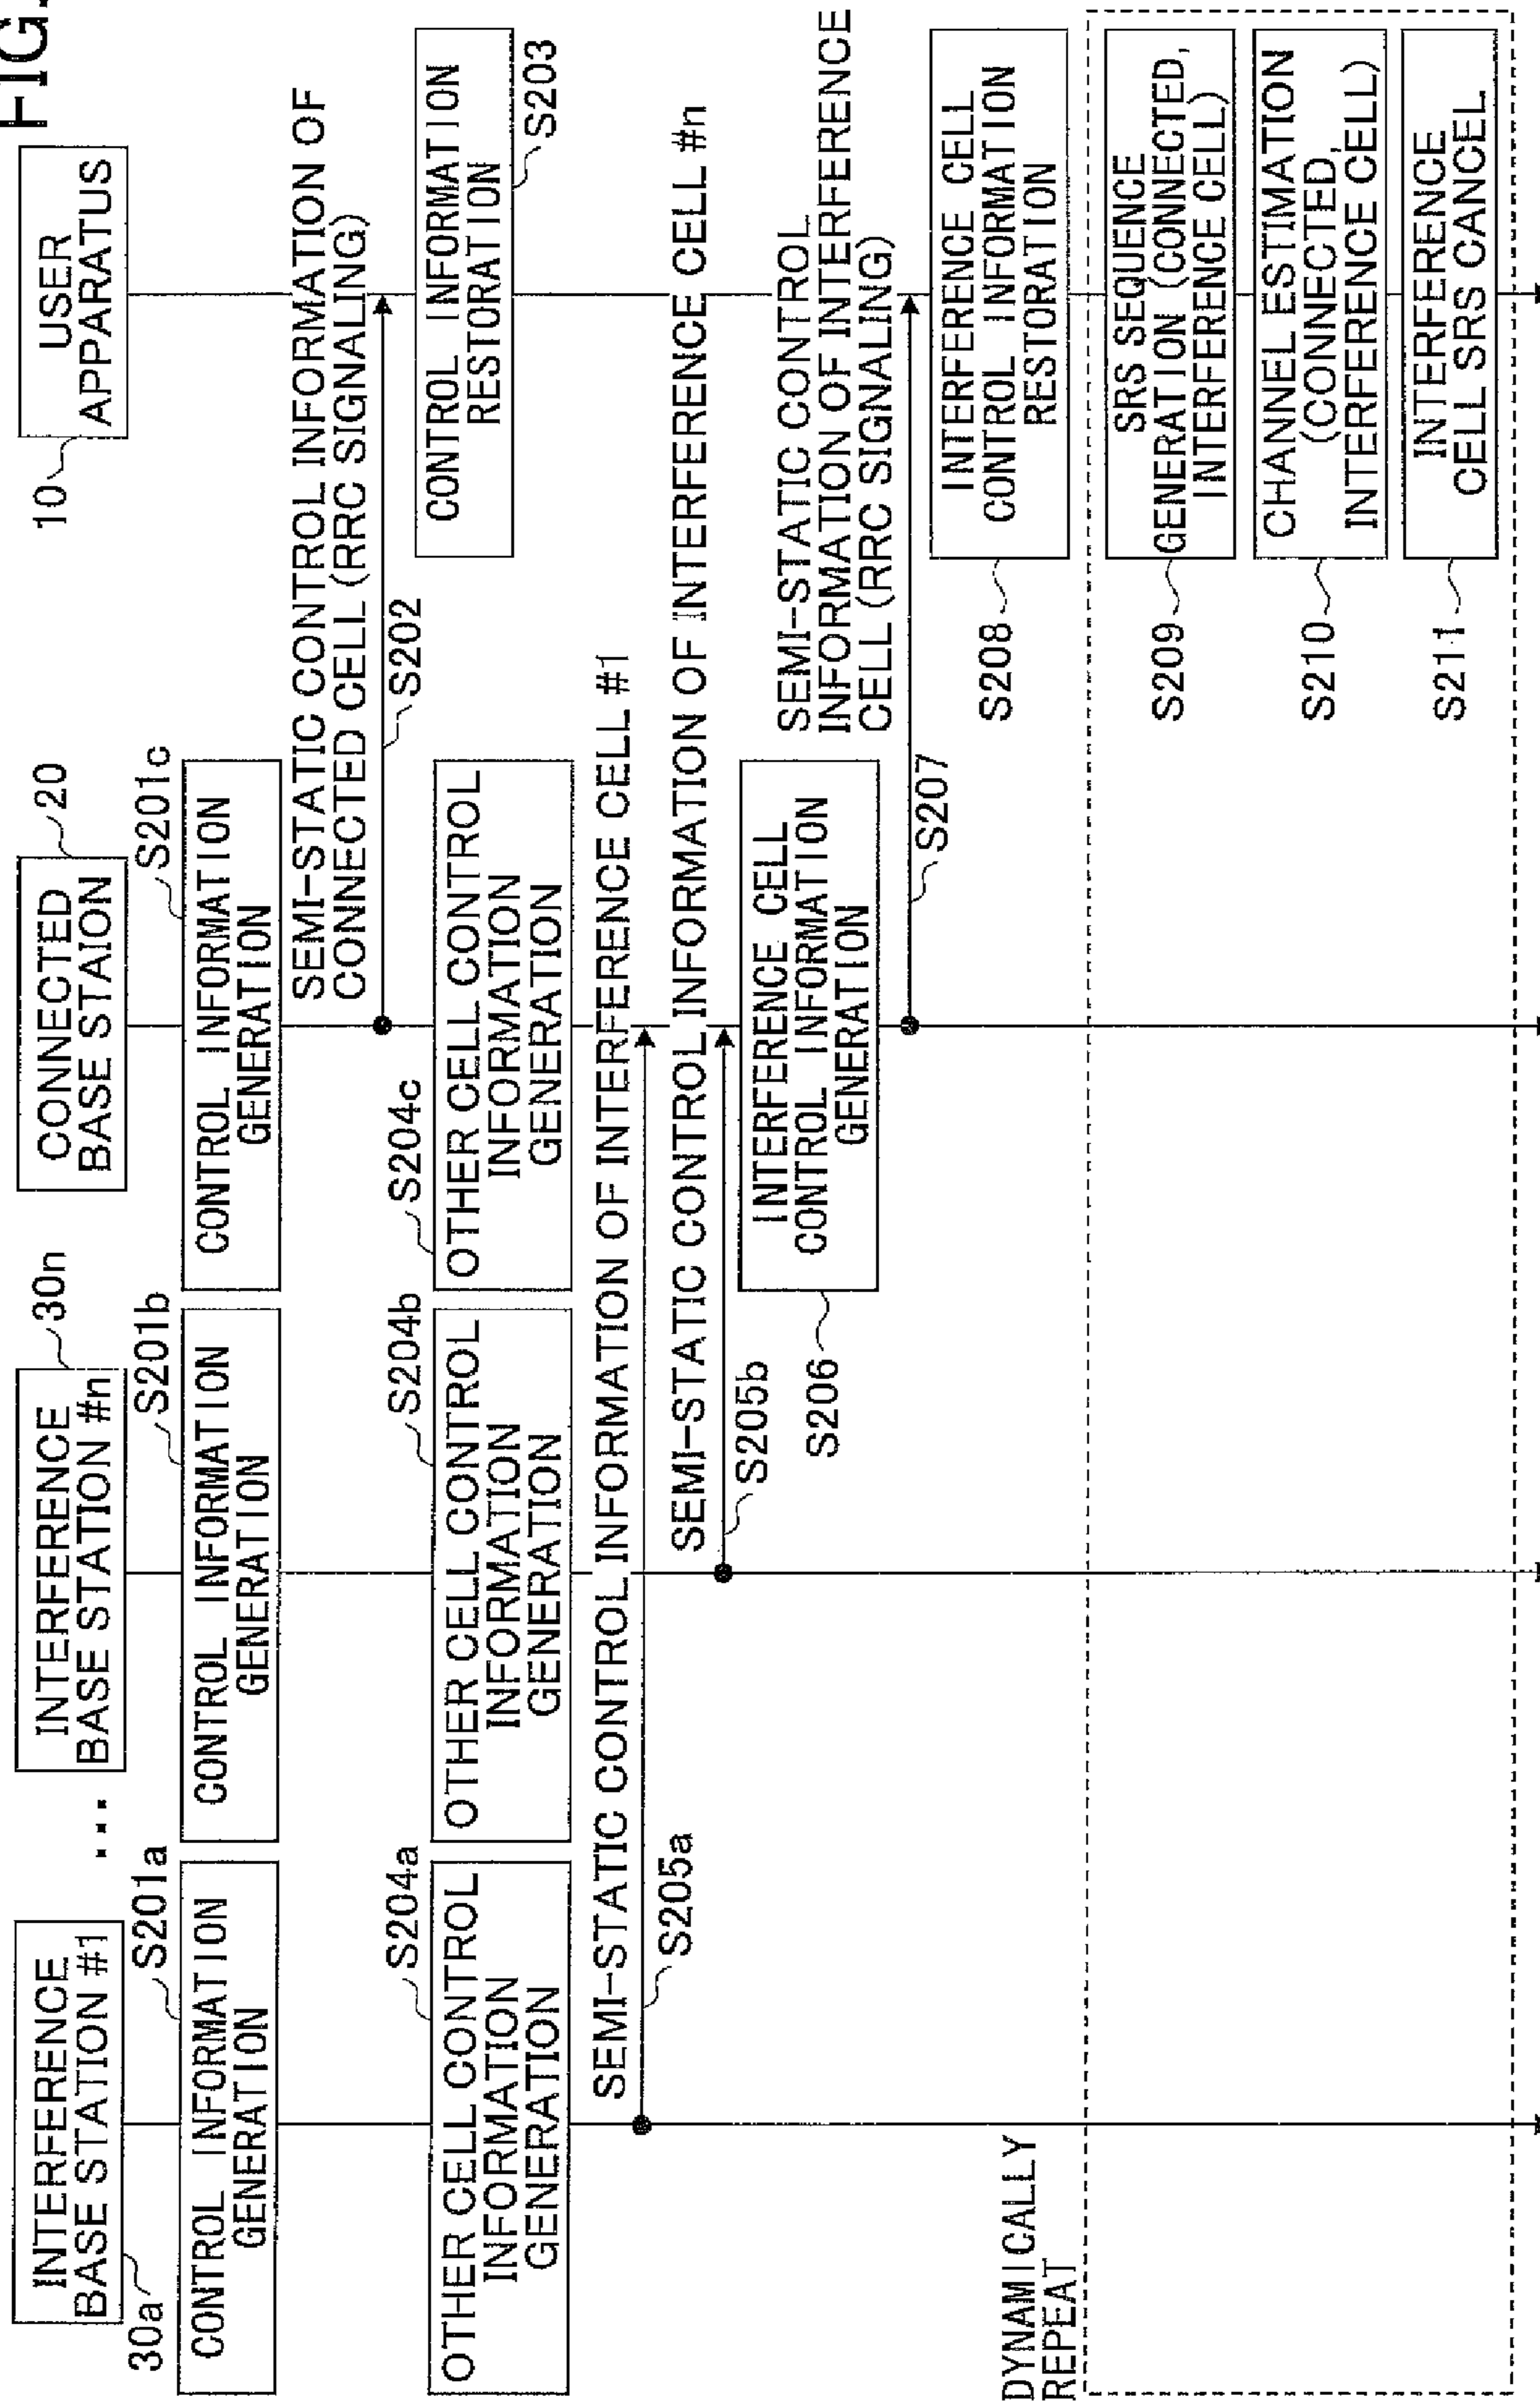 FIG.
INTERFERENCE
BASE STATION #1
30a
...
INTERFERENCE
BASE STATION #n
30n
CONNECTED
BASE STAION
20
USER
APPARATUS
10
CONTROL INFORMATION
GENERATION
S201a
CONTROL INFORMATION
GENERATION
S201b
CONTROL INFORMATION
GENERATION
S201c
SEMI-STATIC CONTROL INFORMATION OF
CONNECTED CELL (RRC SIGNALING)
S202
CONTROL INFORMATION
RESTORATION
S203
OTHER CELL CONTROL
INFORMATION
GENERATION
S204a
OTHER CELL CONTROL
INFORMATION
GENERATION
S204b
OTHER CELL CONTROL
INFORMATION
GENERATION
S204c
SEMI-STATIC CONTROL INFORMATION OF INTERFERENCE CELL #1
S205a
SEMI-STATIC CONTROL INFORMATION OF INTERFERENCE CELL #n
S205b
INTERFERENCE CELL
CONTROL INFORMATION
GENERATION
S206
SEMI-STATIC CONTROL
INFORMATION OF INTERFERENCE
CELL (RRC SIGNALING)
S207
INTERFERENCE CELL
CONTROL INFORMATION
RESTORATION
S208
DYNAMICALLY
REPEAT
SRS SEQUENCE
GENERATION (CONNECTED,
INTERFERENCE CELL)
S209
CHANNEL ESTIMATION
(CONNECTED,
INTERFERENCE CELL)
S210
INTERFERENCE
CELL SRS CANCEL
S211